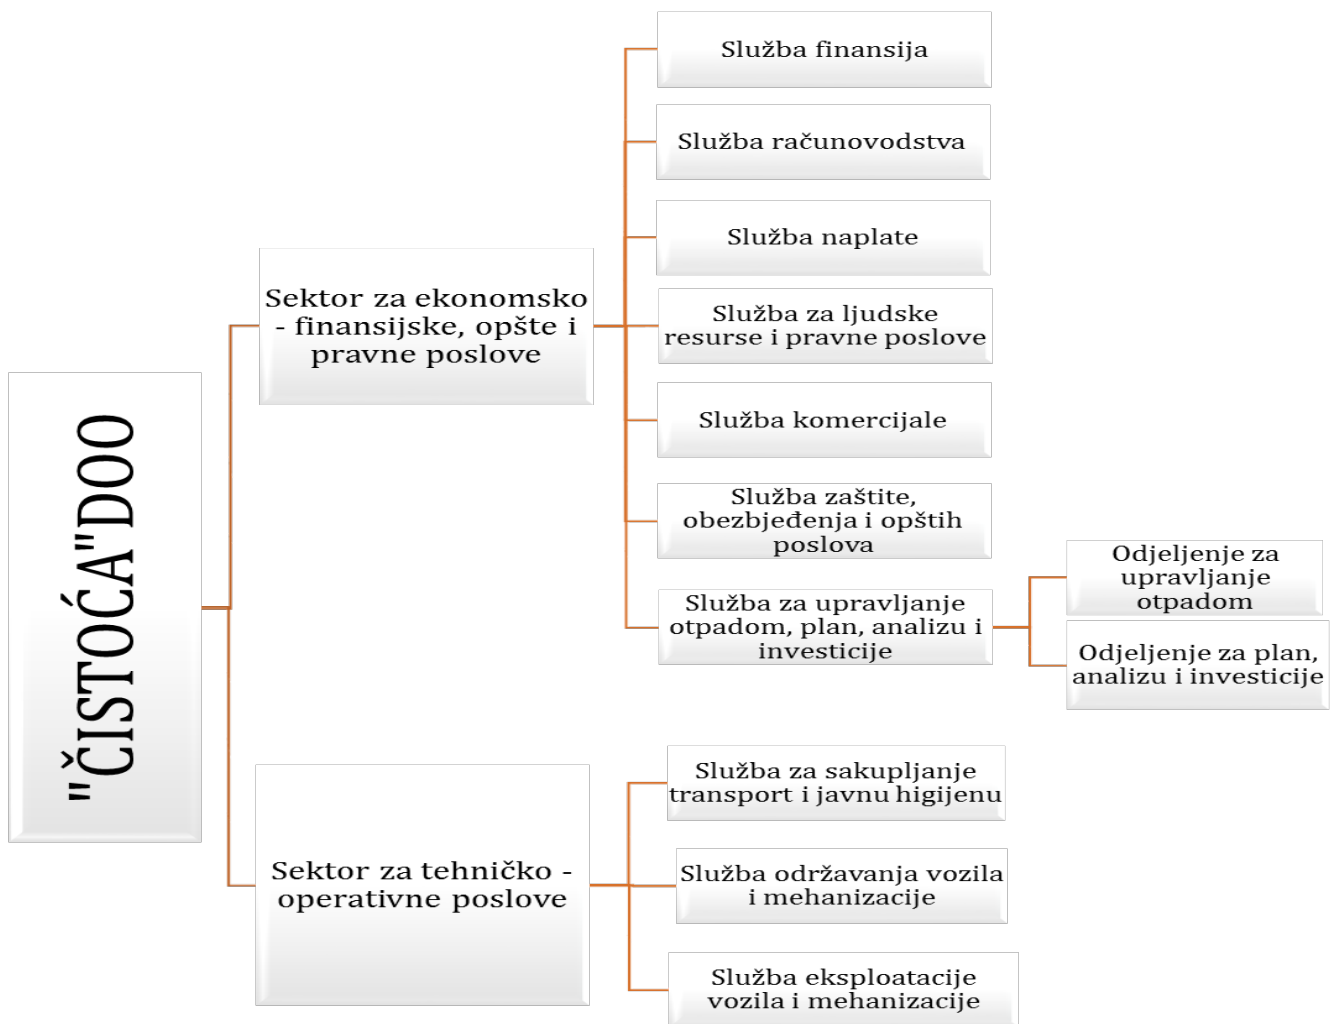 "ČISTOĆA"DOO
Sektor za ekonomsko
- finansijske, opšte i
pravne poslove
Služba finansija
Služba računovodstva
Služba naplate
Služba za ljudske
resurse i pravne poslove
Služba komercijale
Služba zaštite,
obezbjeđenja i opštih
poslova
Služba za upravljanje
otpadom, plan, analizu i
investicije
Odjeljenje za
upravljanje
otpadom
Odjeljenje za plan,
analizu i investicije
Sektor za tehničko -
operativne poslove
Služba za sakupljanje
transport i javnu higijenu
Služba održavanja vozila
i mehanizacije
Služba eksploatacije
vozila i mehanizacije